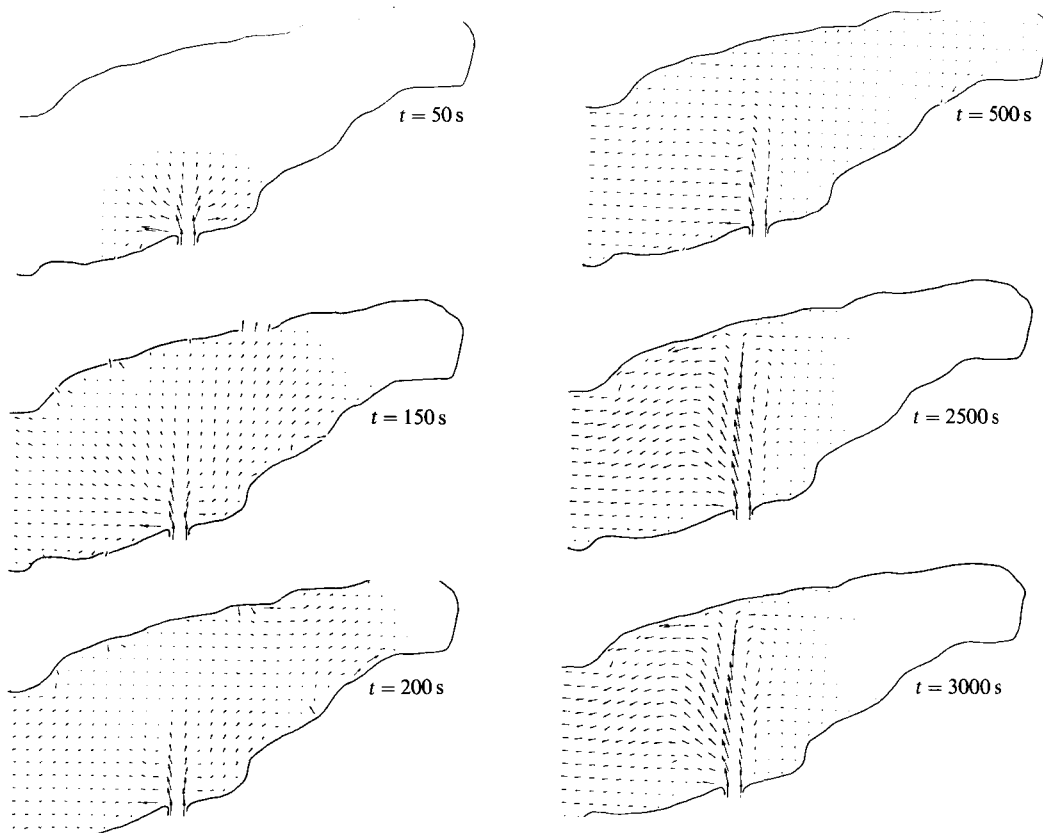 t = 50 s
t = 150 s
t = 200 s
t = 500 s
t = 2500 s
t = 3000 s